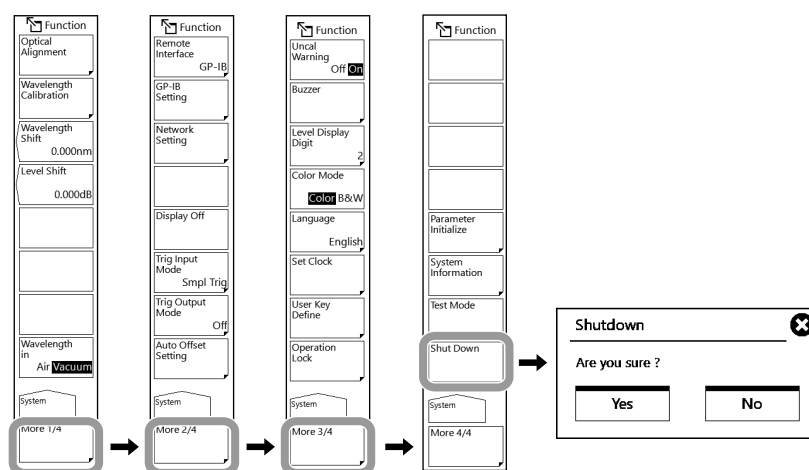 Function
Optical
Alignment
Wavelength
Calibration
Wavelength
Shift
0.000nm
Level Shift
0.000dB
Wavelength
in
Air Vacuum
System
More 1/4
Function
Remote
Interface
GP-IB
GP-IB
Setting
Network
Setting
Display Off
Trig Input
Mode
Smpl Trig
Trig Output
Mode
Off
Auto Offset
Setting
System
More 2/4
Function
Uncal
Warning
Off On
Buzzer
Level Display
Digit
2
Color Mode
Color B&W
Language
English
Set Clock
User Key
Define
Operation
Lock
System
More 3/4
Function
Parameter
Initialize
System
Information
Test Mode
Shut Down
System
More 4/4
Shutdown
Are you sure ?
Yes No